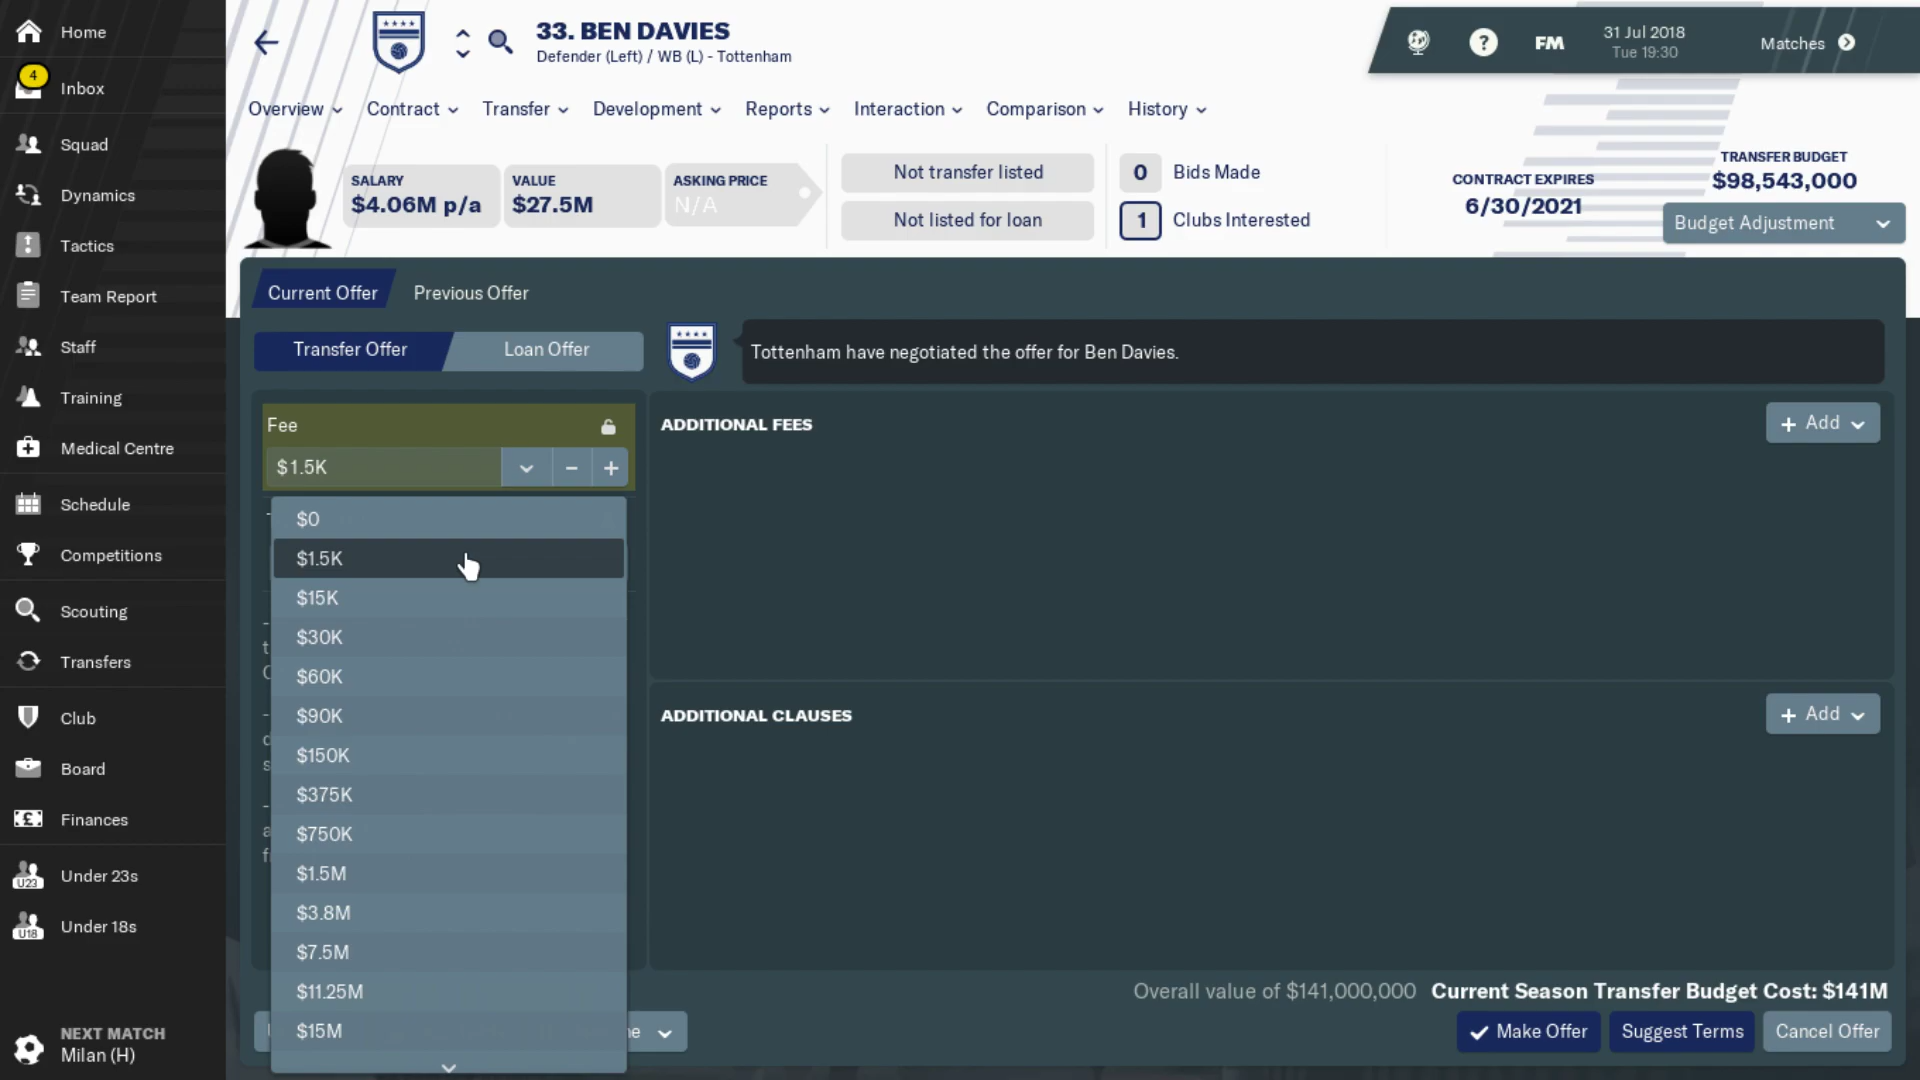 Home
4
Inbox
Squad
Dynamics
Tactics
Team Report
Staff
Training
Medical Centre
Schedule
Competitions
Scouting
Transfers
Club
Board
Finances
U23
Under 23s
U18
Under 18s
NEXT MATCH
Milan (H)
33. BEN DAVIES
Defender (Left) / WB (L) - Tottenham
?
FM
31 Jul 2018
Tue 19:30
Matches
Overview
Contract
Transfer
Development
Reports
Interaction
Comparison
History
SALARY
$4.06M p/a
VALUE
$27.5M
ASKING PRICE
N/A
Not transfer listed
Not listed for loan
0 Bids Made
1 Clubs Interested
CONTRACT EXPIRES
6/30/2021
TRANSFER BUDGET
$98,543,000
Budget Adjustment
Current Offer
Previous Offer
Transfer Offer
Loan Offer
Tottenham have negotiated the offer for Ben Davies.
Fee
$1.5K
- +
$0
$1.5K
$15K
$30K
$60K
$90K
$150K
$375K
$750K
$1.5M
$3.8M
$7.5M
$11.25M
$15M
ADDITIONAL FEES
+ Add
ADDITIONAL CLAUSES
+ Add
Overall value of $141,000,000
Current Season Transfer Budget Cost: $141M
Make Offer
Suggest Terms
Cancel Offer